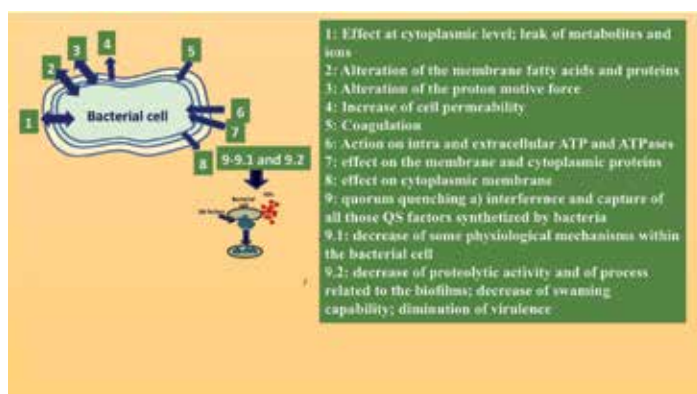 1
2
3
4
5
6
7
8
Bacterial cell
9-9.1 and 9.2
Bacterial
1: Effect at cytoplasmic level; leak of metabolites and
ions
2: Alteration of the membrane fatty acids and proteins
3: Alteration of the proton motive force
4: Increase of cell permeability
5: Coagulation
6: Action on intra and extracellular ATP and ATPases
7: effect on the membrane and cytoplasmic proteins
8: effect on cytoplasmic membrane
9: quorum quenching a) interference and capture of
all those QS factors synthetized by bacteria
9.1: decrease of some physiological mechanisms within
the bacterial cell
9.2: decrease of proteolytic activity and of process
related to the biofilms; decrease of swaming
capability; diminution of virulence